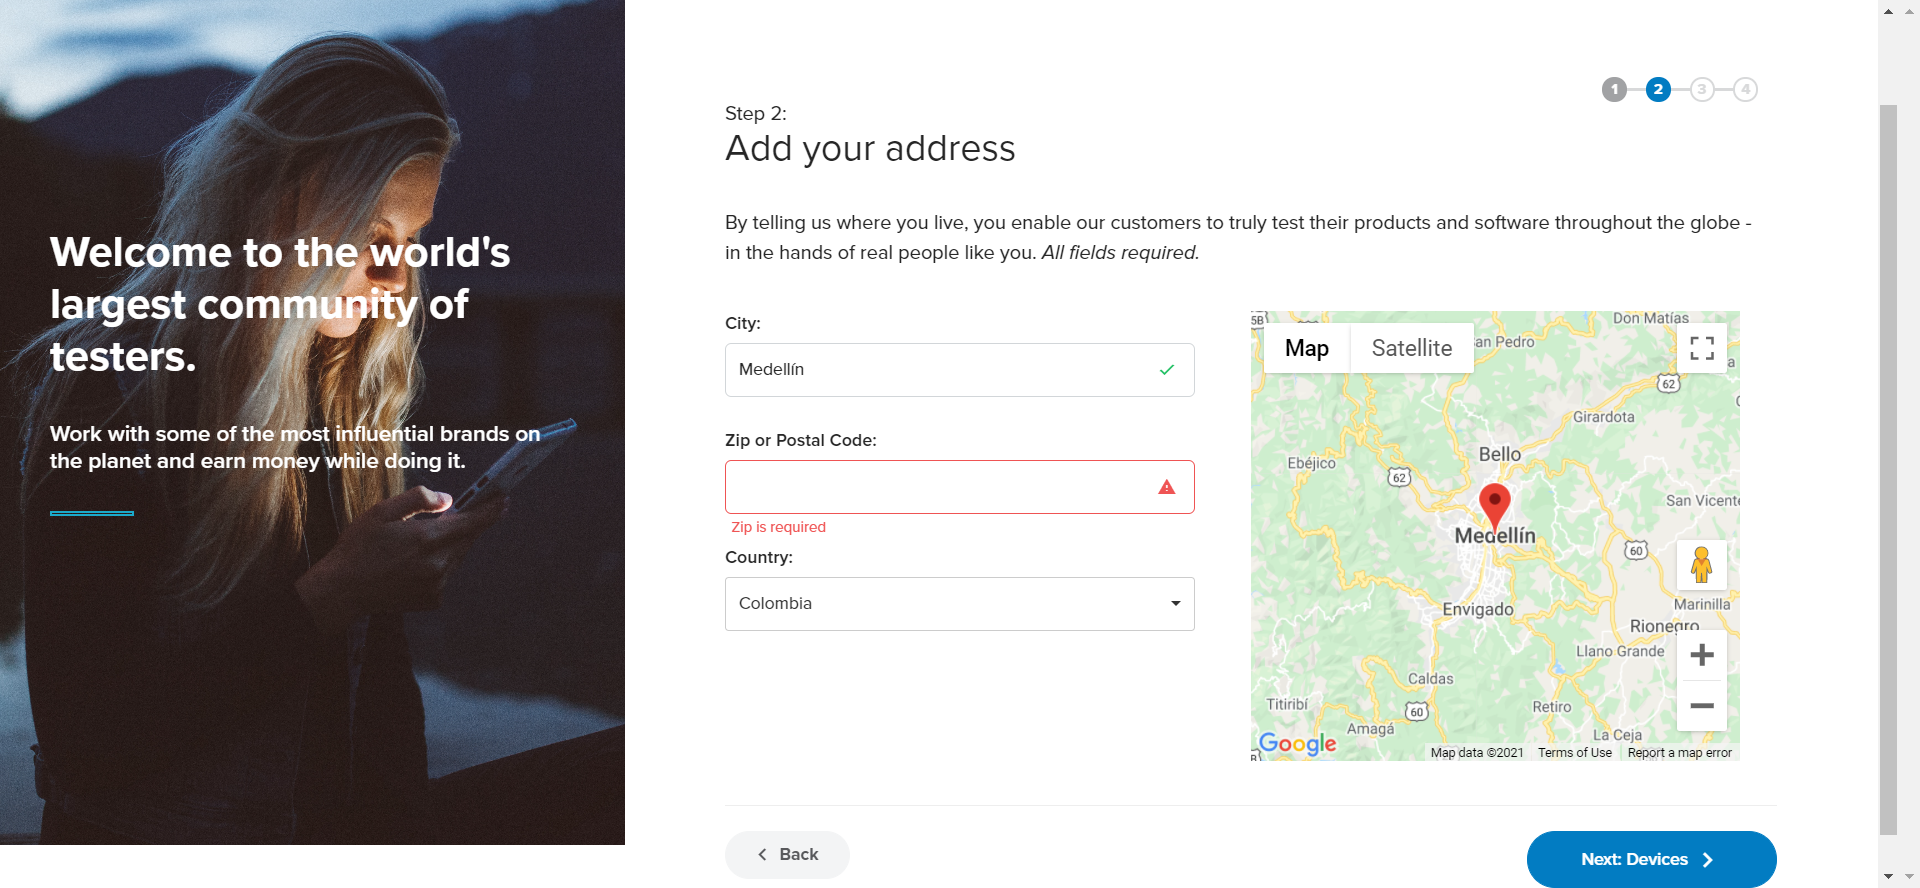 Welcome to the world's
largest community of
testers.
Work with some of the most influential brands on
the planet and earn money while doing it.
1 2 3 4
Step 2:
Add your address
By telling us where you live, you enable our customers to truly test their products and software throughout the globe -
in the hands of real people like you. All fields required.
City:
Medellín
Zip or Postal Code:
Zip is required
Country:
Colombia
Map Satellite
Don Matías
an Pedro
62
Girardota
Bello
Ebéjico
62
San Vicente
Medellín
60
Marinilla
Envigado
Rionegro
Llano Grande
Caldas
Titiribí
60
Retiro
Amagá
La Ceja
Google
Map data ©2021 Terms of Use Report a map error
Back
Next: Devices